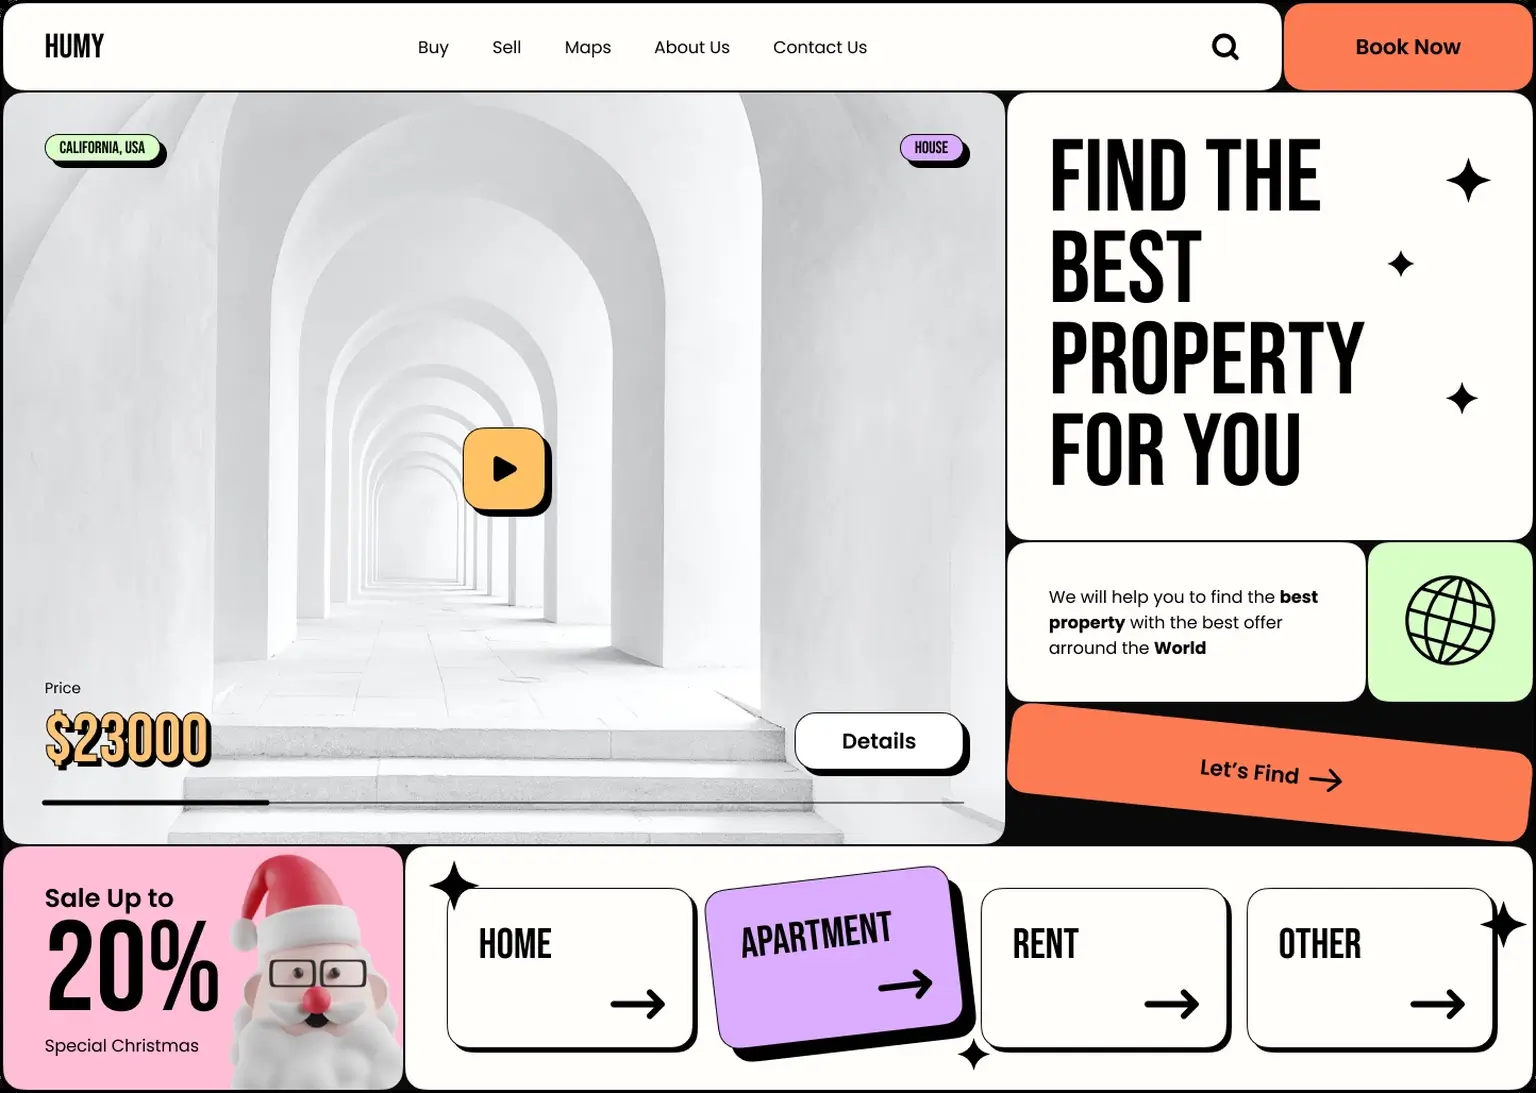 HUMY
Buy
Sell
Maps
About Us
Contact Us
Book Now
CALIFORNIA, USA
HOUSE
FIND THE
BEST
PROPERTY
FOR YOU
We will help you to find the best
property with the best offer
arround the World
Price
$23000
Details
Let's Find
Sale Up to
20%
Special Christmas
HOME
APARTMENT
RENT
OTHER